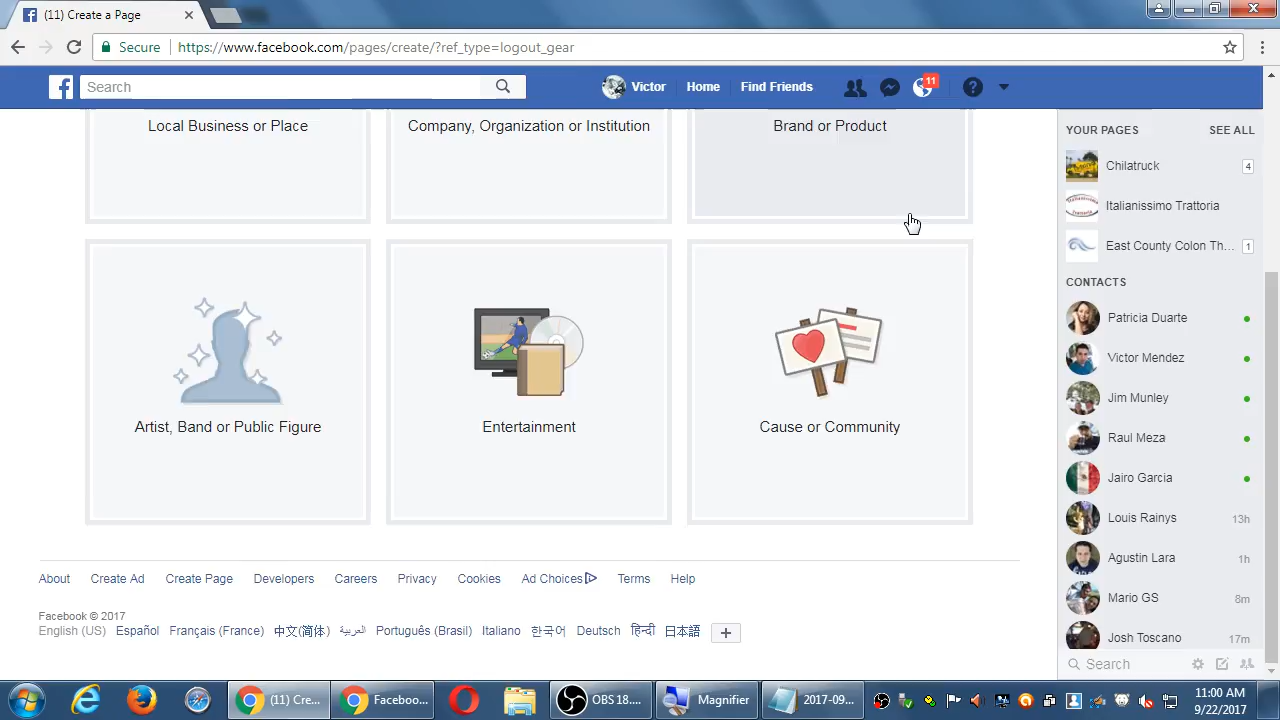 (11) Create a Page
Secure
https://www.facebook.com/pages/create/?ref_type=logout_gear
Search
Victor
Home
Find Friends
11
Local Business or Place
Company, Organization or Institution
Brand or Product
Artist, Band or Public Figure
Entertainment
Cause or Community
YOUR PAGES
SEE ALL
Chilatruck
4
Italianissimo Trattoria
East County Colon Th...
1
CONTACTS
Patricia Duarte
Victor Mendez
Jim Munley
Raul Meza
Jairo Garcia
Louis Rainys 13h
Agustin Lara 1h
Mario GS 8m
Josh Toscano 17m
Search
About Create Ad Create Page Developers Careers Privacy Cookies Ad Choices Terms Help
Facebook © 2017
English (US) Español Français (France) 中文(简体) العربية Português (Brasil) Italiano 한국어 Deutsch हिन्दी 日本語 +
(11) Cre...
Faceboo...
OBS 18....
Magnifier
2017-09...
11:00 AM
9/22/2017